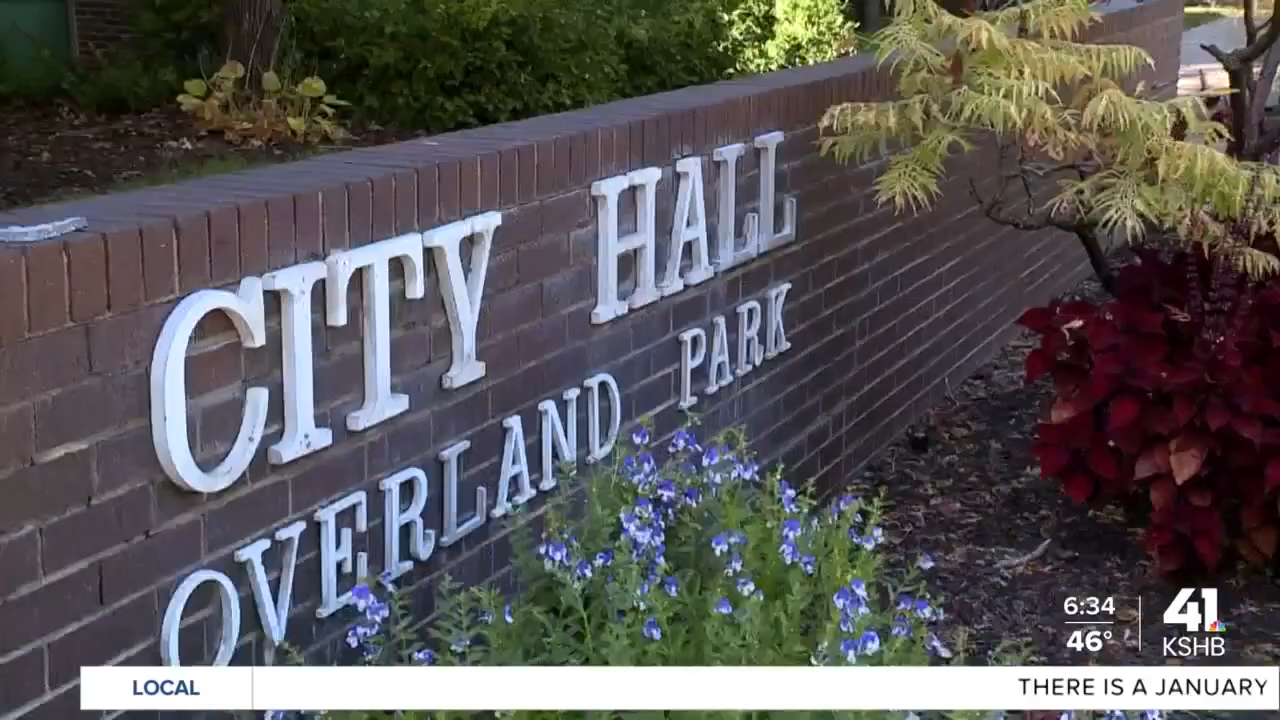 CITY HALL
OVERLAND PARK
6:34
46°
41
KSHB
LOCAL
THERE IS A JANUARY